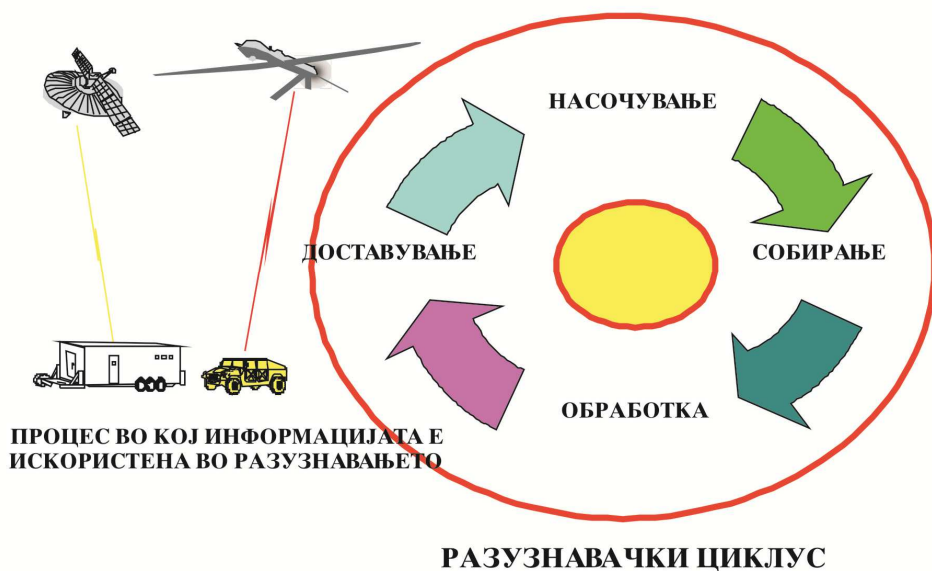 НАСОЧУВАЊЕ
ДОСТАВУВАЊЕ
СОБИРАЊЕ
ОБРАБОТКА
ПРОЦЕС ВО КОЈ ИНФОРМАЦИЈАТА Е
ИСКОРИСТЕНА ВО РАЗУЗНАВАЊЕТО
РАЗУЗНАВАЧКИ ЦИКЛУС